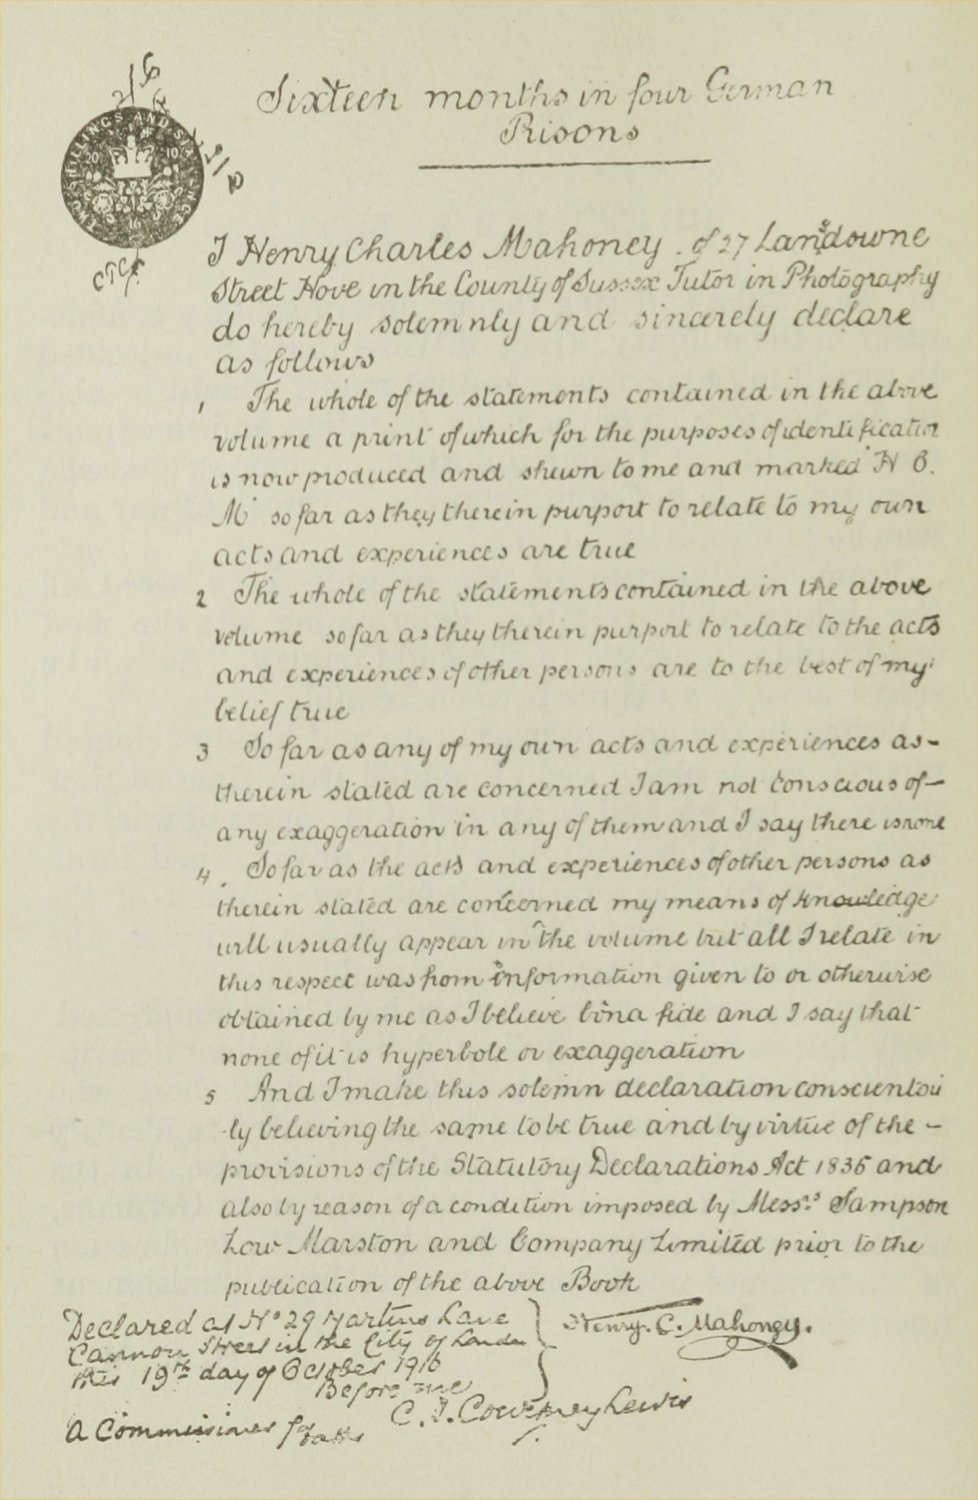 Sixteen months in four German
Prisons
2/6
TWO SHILLINGS AND SIX PENCE
20 10
16
I Henry Charles Mahoney of 27 Lansdowne
Street Hove in the County of Sussex Tutor in Photography
do hereby solemnly and sincerely declare
as follows
1 The whole of the statements contained in the above
volume a print of which for the purposes of identification
is now produced and shewn to me and marked "H C.
M" so far as they therein purport to relate to my own
acts and experiences are true
2 The whole of the statements contained in the above
volume so far as they therein purport to relate to the acts
and experiences of other persons are to the best of my
belief true
3 So far as any of my own acts and experiences as-
therein stated are concerned I am not conscious of-
any exaggeration in any of them and I say there is none
4. So far as the acts and experiences of other persons as
therein stated are concerned my means of knowledge
will usually appear in the volume but all I relate in
this respect was from information given to or otherwise
obtained by me as I believe bona fide and I say that
none of it is hyperbole or exaggeration
5 And I make this solemn declaration conscientious
-ly believing the same to be true and by virtue of the -
provisions of the Statutory Declarations Act 1835 and
also by reason of a condition imposed by Messrs Sampson
Low Marston and Company Limited prior to the
publication of the above Book
Declared at No 29 Martins Lane
Cannon Street in the City of London
this 19th day of October 1916
Before me
Henry. C. Mahoney.
C. J. Courtney Lewis
A Commissioner for Oaths